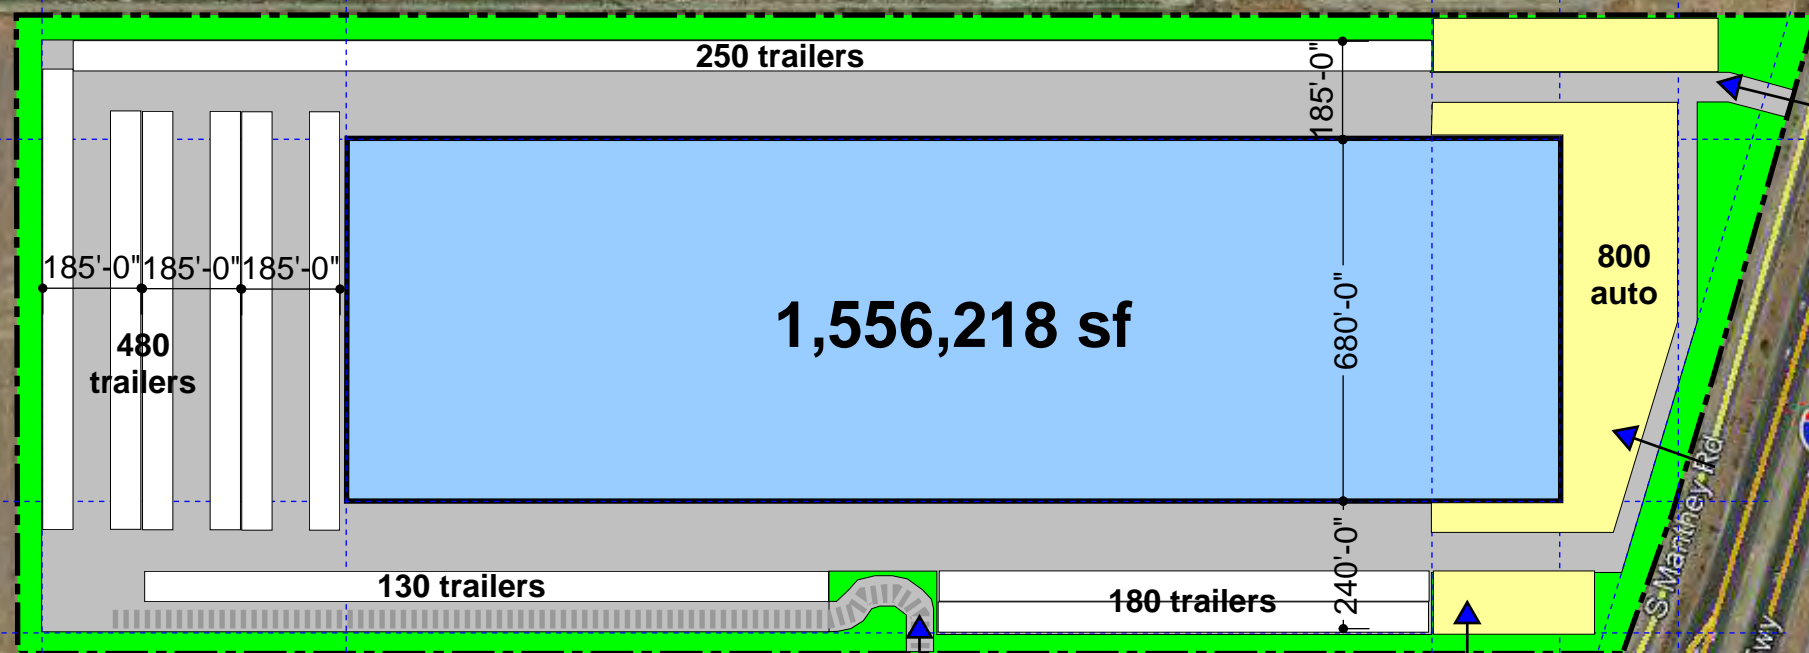 250 trailers
185'-0"
185'-0"
185'-0"
185'-0"
800
auto
1,556,218 sf
680'-0"
480
trailers
S Manthey Rd
240'-0"
130 trailers
180 trailers